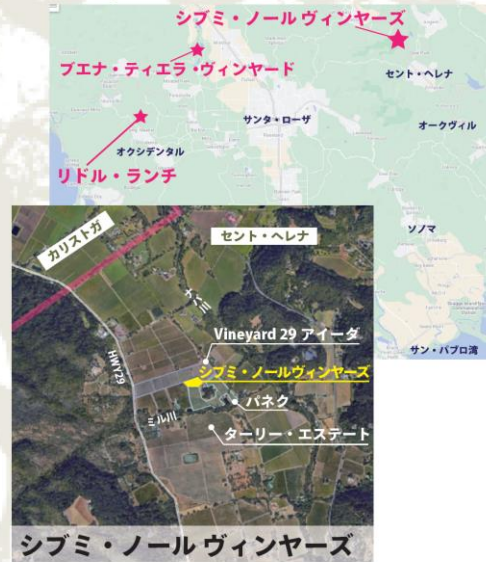 シブミ・ノール ヴィンヤーズ
ブエナ・ティエラ・ヴィンヤード
セント・ヘレナ
サンタ・ローザ
オークヴィル
オクシデンタル
リドル・ランチ
ソノマ
サン・パブロ湾
カリストガ
セント・ヘレナ
ナパ川
Vineyard 29 アイーダ
シブミ・ノールヴィンヤーズ
HWY29
パネク
ミル川
ターリー・エステート
シブミ・ノール ヴィンヤーズ